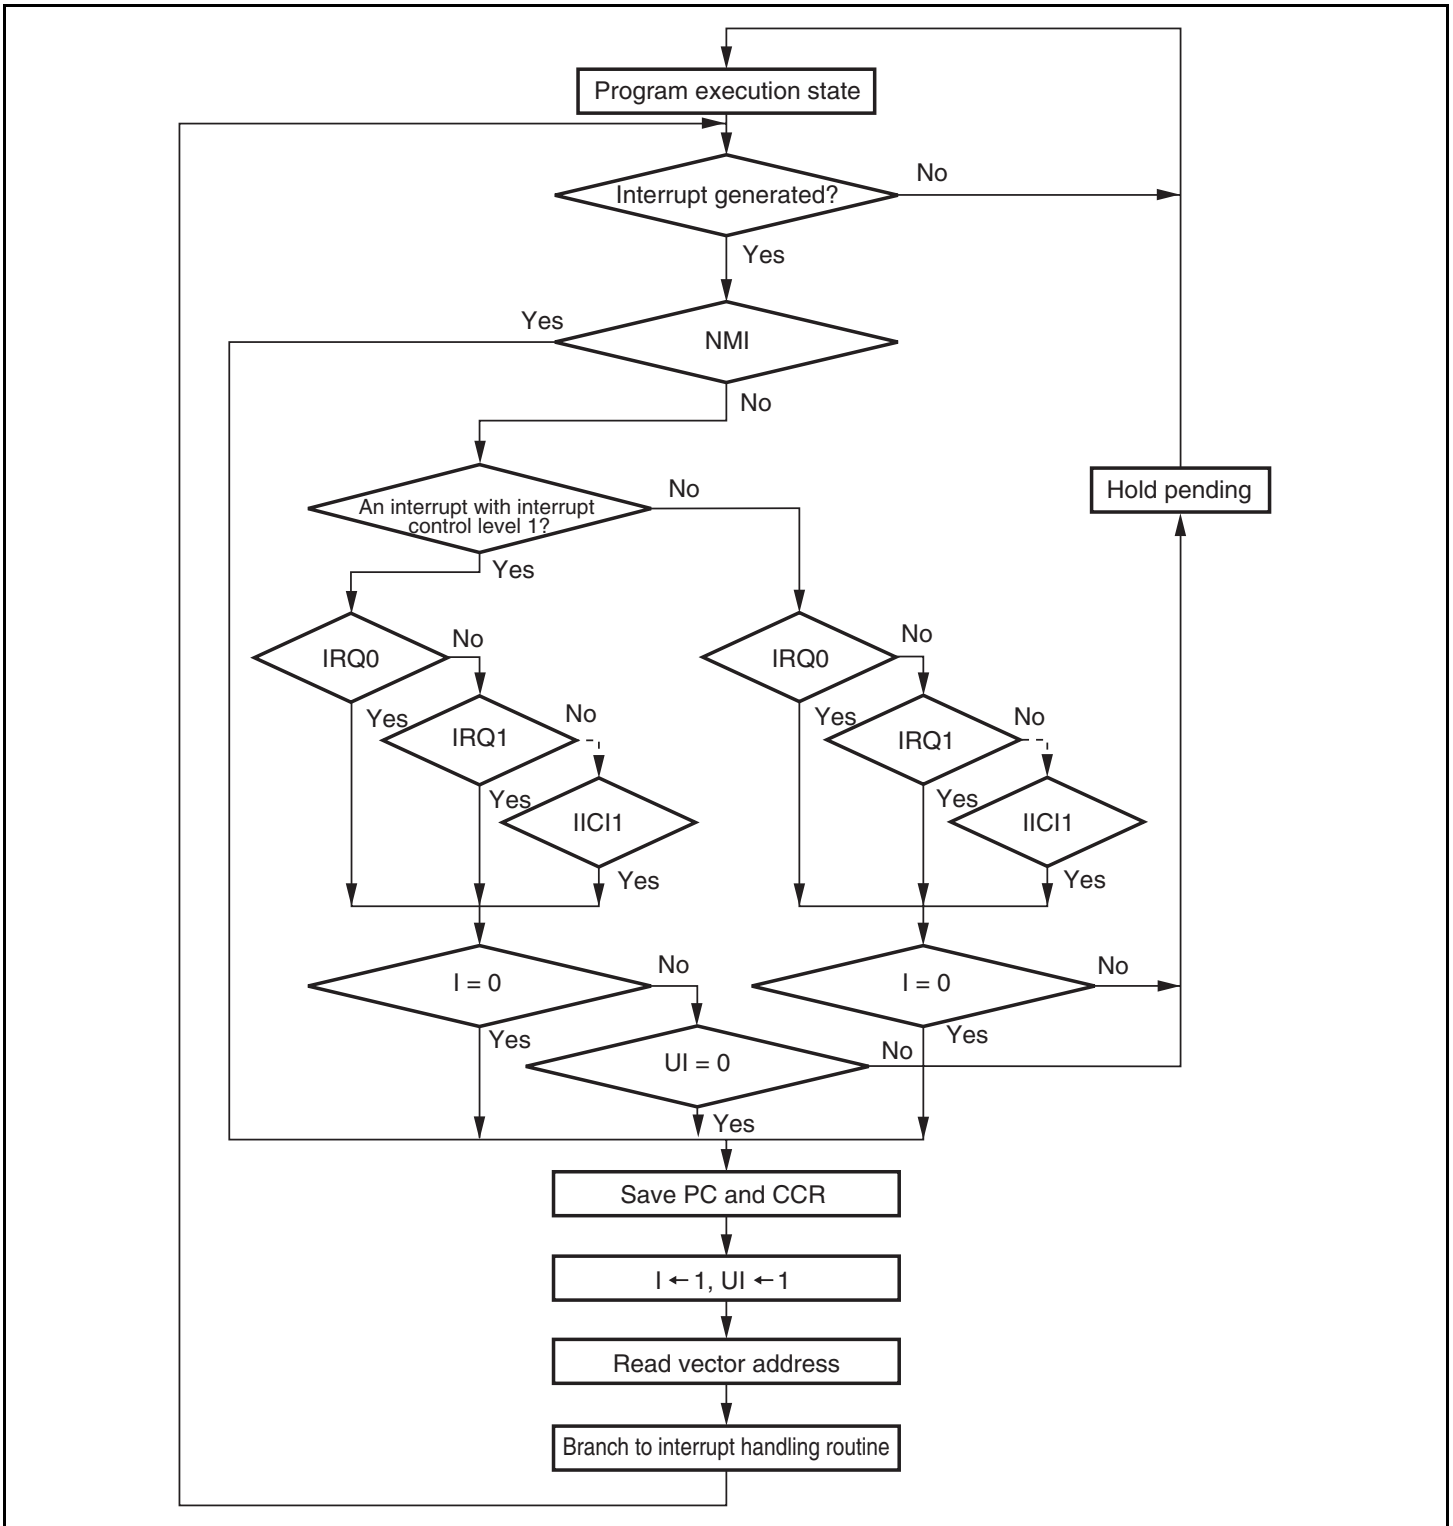 Program execution state
Interrupt generated?
No
Yes
Yes
NMI
No
An interrupt with interrupt
control level 1?
No
Hold pending
Yes
IRQ0
No
IRQ0
No
Yes
IRQ1
No
Yes
IRQ1
No
Yes
IICI1
Yes
IICI1
Yes
Yes
I = 0
No
I = 0
No
Yes
UI = 0
No
Yes
Yes
Save PC and CCR
I ← 1, UI ← 1
Read vector address
Branch to interrupt handling routine